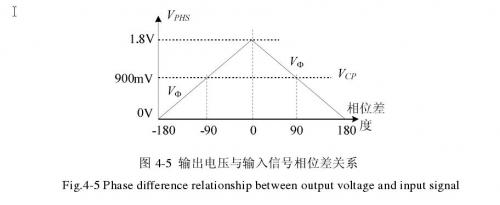 V_PHS
1.8V
V_Φ
900mV
V_CP
V_Φ
0V
相位差
-180 -90 0 90 180 度
图 4-5 输出电压与输入信号相位差关系
Fig.4-5 Phase difference relationship between output voltage and input signal